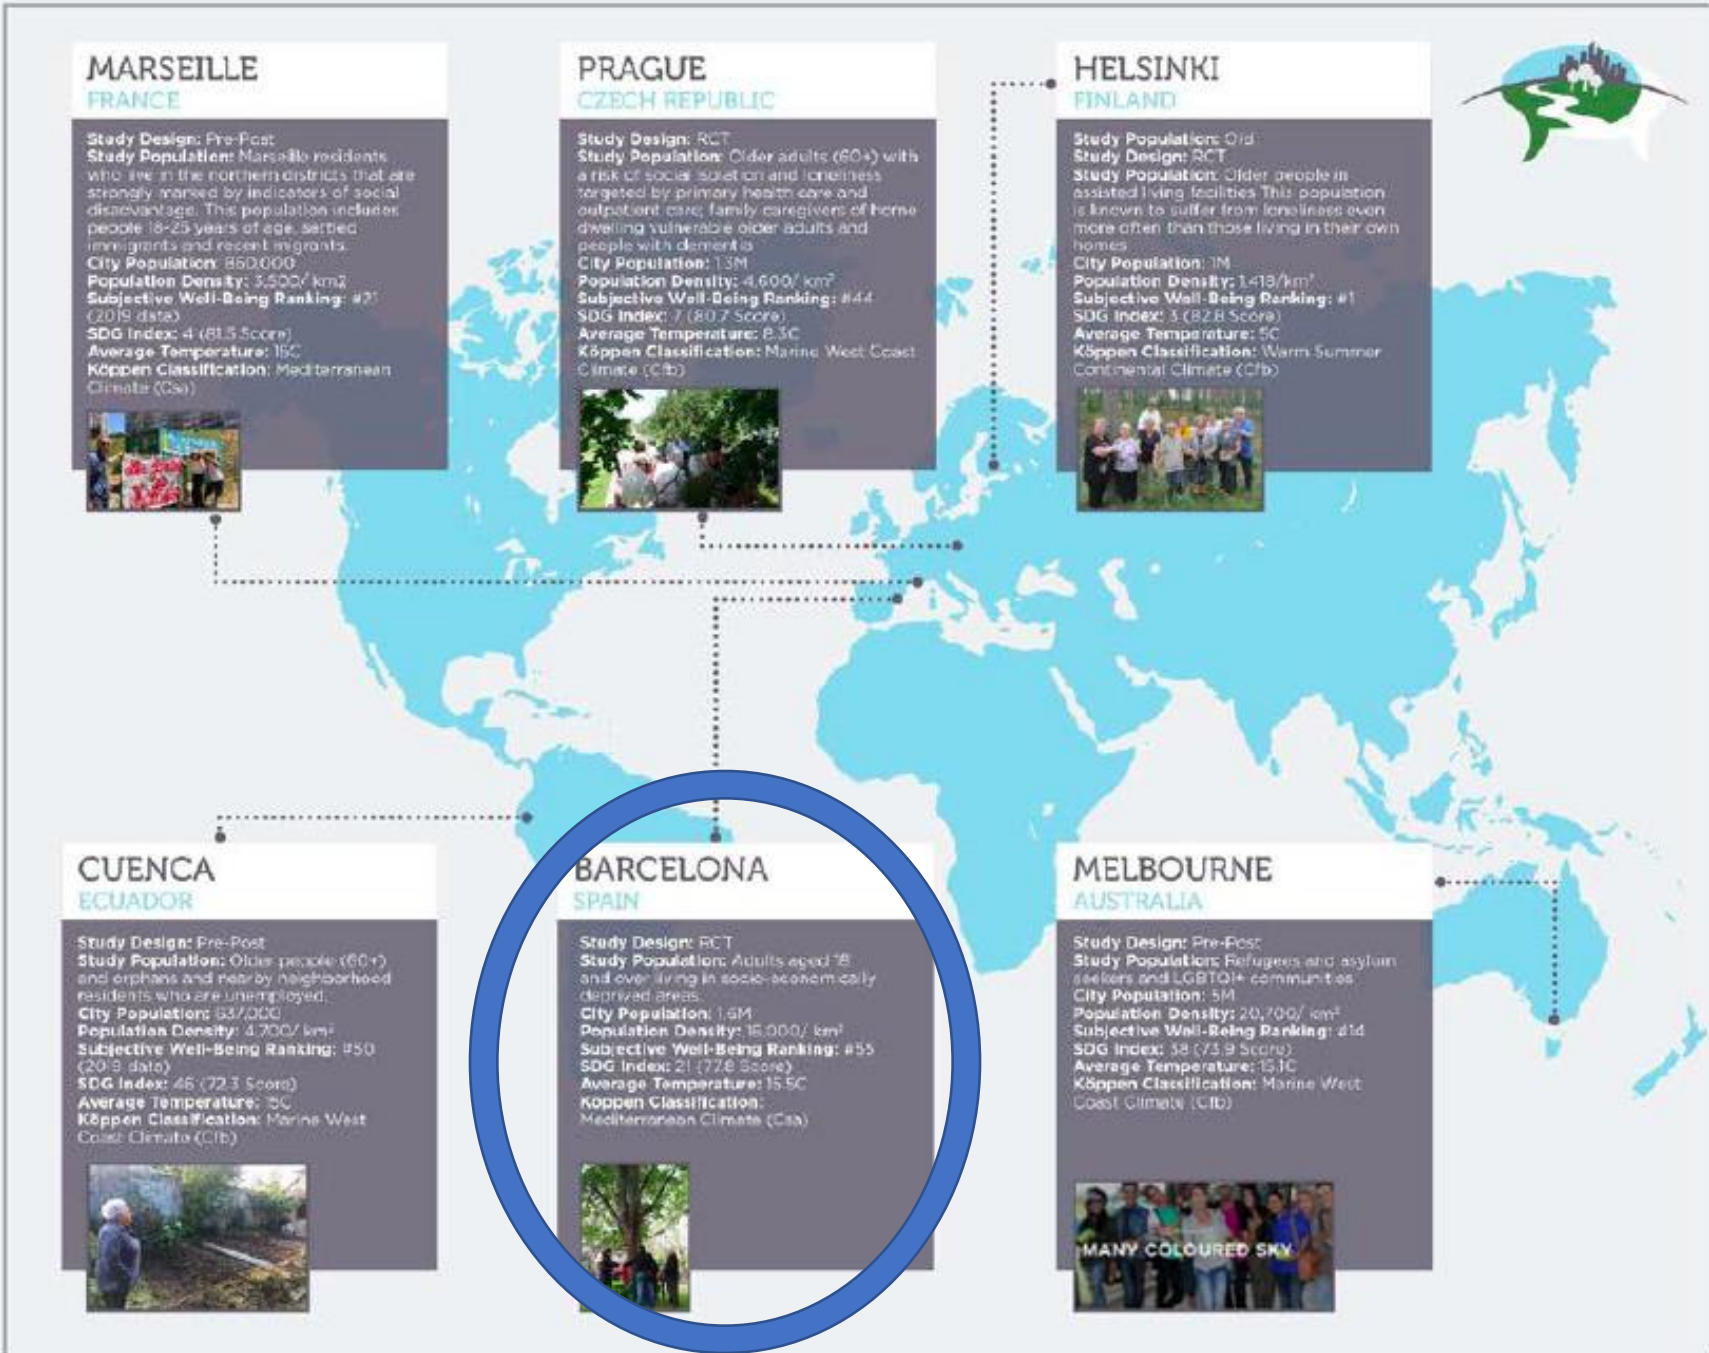 MARSEILLE
FRANCE
Study Design: Pre-Post
Study Population: Marseille residents
who live in the northern districts that are
strongly marked by indicators of social
disadvantage. This population includes
people 18-25 years of age, settled
immigrants and recent migrants.
City Population: 860,000
Population Density: 3,500/ km2
Subjective Well-Being Ranking: #21
(2019 data)
SDG Index: 4 (81.5 Score)
Average Temperature: 15C
Köppen Classification: Mediterranean
Climate (Csa)
PRAGUE
CZECH REPUBLIC
Study Design: RCT
Study Population: Older adults (60+) with
a risk of social isolation and loneliness
targeted by primary health care and
outpatient care; family caregivers of home
dwelling vulnerable older adults and
people with dementia
City Population: 1.3M
Population Density: 4,600/ km²
Subjective Well-Being Ranking: #44
SDG Index: 7 (80.7 Score)
Average Temperature: 8.3C
Köppen Classification: Marine West Coast
Climate (Cfb)
HELSINKI
FINLAND
Study Population: Old
Study Design: RCT
Study Population: Older people in
assisted living facilities This population
is known to suffer from loneliness even
more often than those living in their own
homes
City Population: 1M
Population Density: 1,418/km²
Subjective Well-Being Ranking: #1
SDG Index: 3 (82.8 Score)
Average Temperature: 5C
Köppen Classification: Warm Summer
Continental Climate (Cfb)
CUENCA
ECUADOR
Study Design: Pre-Post
Study Population: Older people (60+)
and orphans and nearby neighborhood
residents who are unemployed.
City Population: 637,000
Population Density: 4,700/ km²
Subjective Well-Being Ranking: #50
(2019 data)
SDG Index: 46 (72.3 Score)
Average Temperature: 15C
Köppen Classification: Marine West
Coast Climate (Cfb)
BARCELONA
SPAIN
Study Design: RCT
Study Population: Adults aged 18
and over living in socio-economically
deprived areas.
City Population: 1.6M
Population Density: 16,000/ km²
Subjective Well-Being Ranking: #55
SDG Index: 21 (77.8 Score)
Average Temperature: 15.5C
Köppen Classification:
Mediterranean Climate (Csa)
MELBOURNE
AUSTRALIA
Study Design: Pre-Post
Study Population: Refugees and asylum
seekers and LGBTQI+ communities
City Population: 5M
Population Density: 20,700/ km²
Subjective Well-Being Ranking: #14
SDG Index: 38 (73.9 Score)
Average Temperature: 15.1C
Köppen Classification: Marine West
Coast Climate (Cfb)
MANY COLOURED SKY